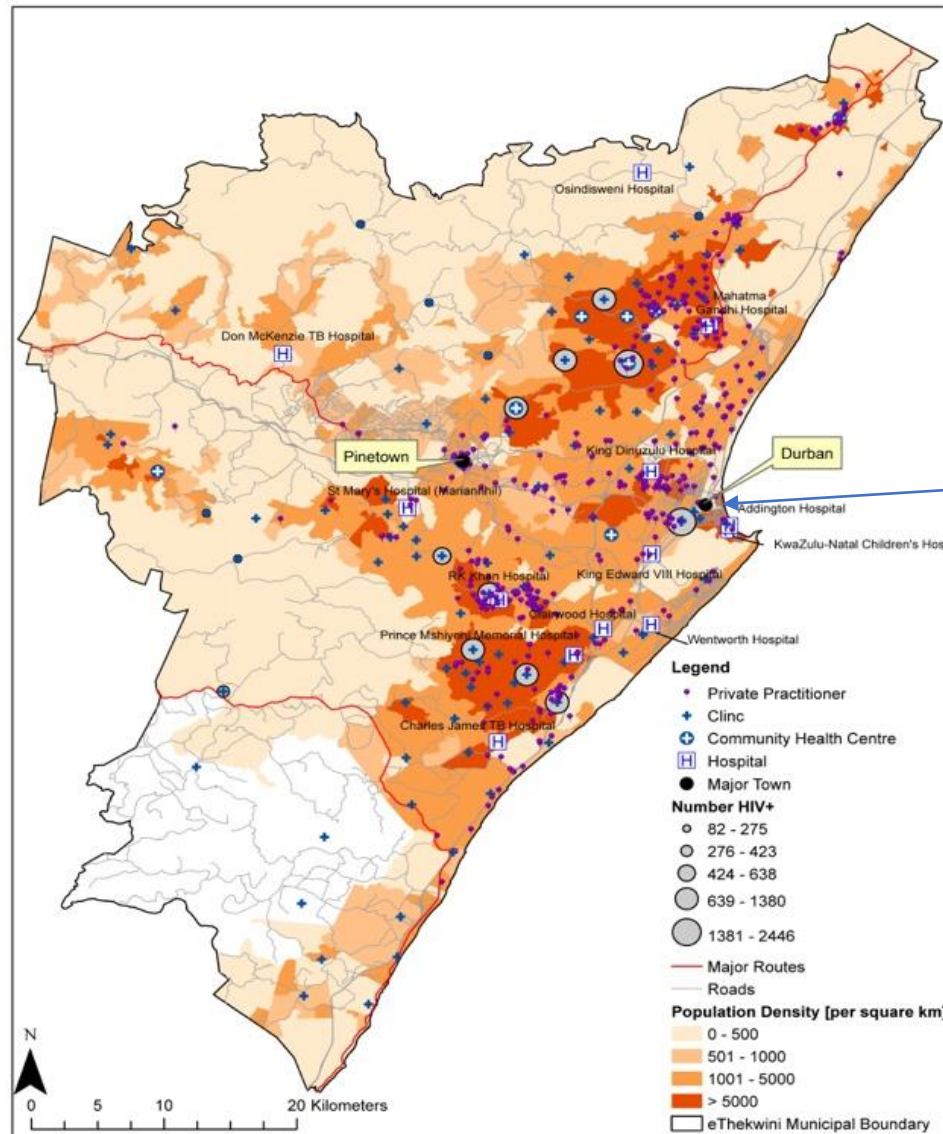 Osindisweni Hospital
Mahatma
Gandhi Hospital
Don McKenzie TB Hospital
Pinetown
King Dinuzulu Hospital
Durban
St Mary's Hospital (Mariannhil)
Addington Hospital
KwaZulu-Natal Children's Hos
RK Khan Hospital
King Edward VIII Hospital
Clairwood Hospital
Prince Mshiyeni Memorial Hospital
Wentworth Hospital
Charles James TB Hospital
Legend
Private Practitioner
Clinc
Community Health Centre
H Hospital
Major Town
Number HIV+
82 - 275
276 - 423
424 - 638
639 - 1380
1381 - 2446
Major Routes
Roads
Population Density [per square km]
0 - 500
501 - 1000
1001 - 5000
> 5000
eThekwini Municipal Boundary
N
0 5 10 20 Kilometers